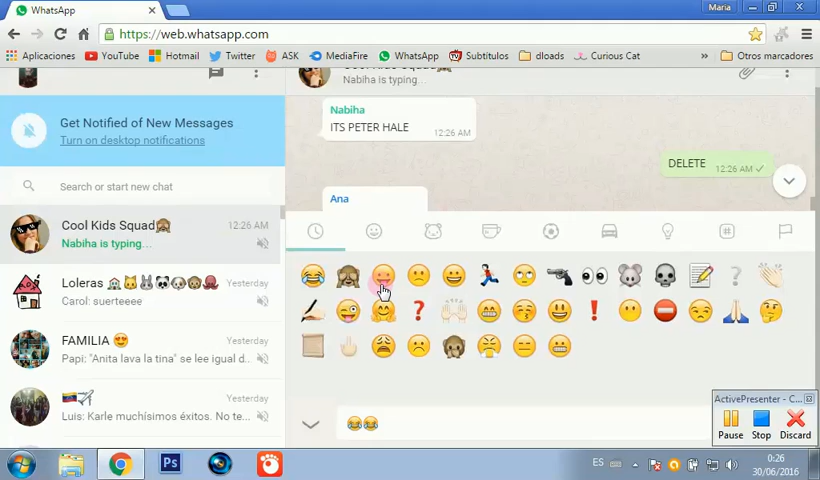 WhatsApp
Maria
https://web.whatsapp.com
Aplicaciones YouTube Hotmail Twitter ASK MediaFire WhatsApp Subtítulos dloads Curious Cat » Otros marcadores
Get Notified of New Messages
Turn on desktop notifications
Search or start new chat
Cool Kids Squad🙈 12:26 AM
Nabiha is typing...
Yesterday
Carol: suerteeee
FAMILIA 😍 Yesterday
Papi: "Anita lava la tina" se lee igual d..
Yesterday
Luis: Karle muchísimos éxitos. No te...
Nabiha is typing...
Nabiha
ITS PETER HALE 12:26 AM
DELETE 12:26 AM ✓
Ana
😂😂
ActivePresenter - C...
Pause Stop Discard
Ps
ES
0:26
30/06/2016
Loleras